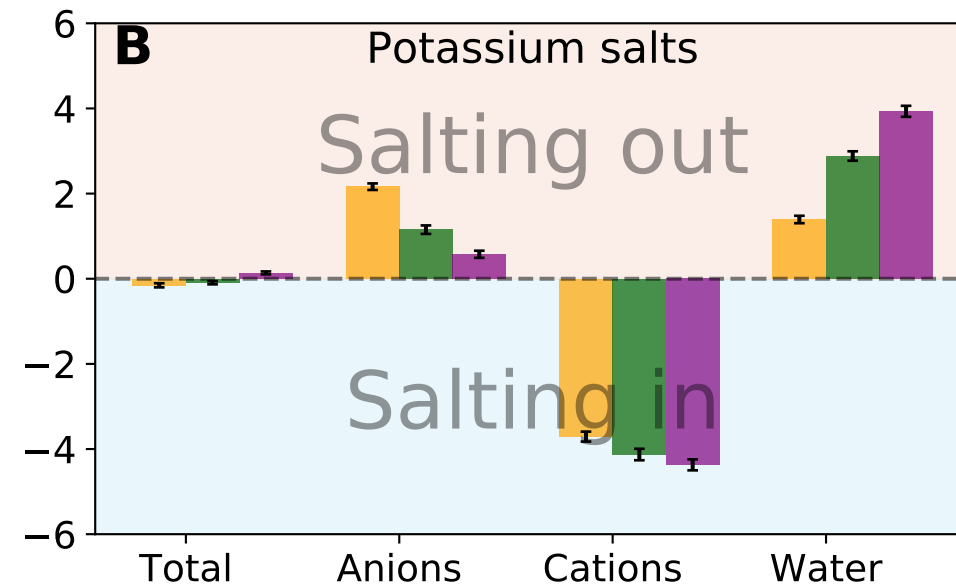 B
Potassium salts
6
4
2
0
−2
−4
−6
Salting out
Salting in
Total Anions Cations Water